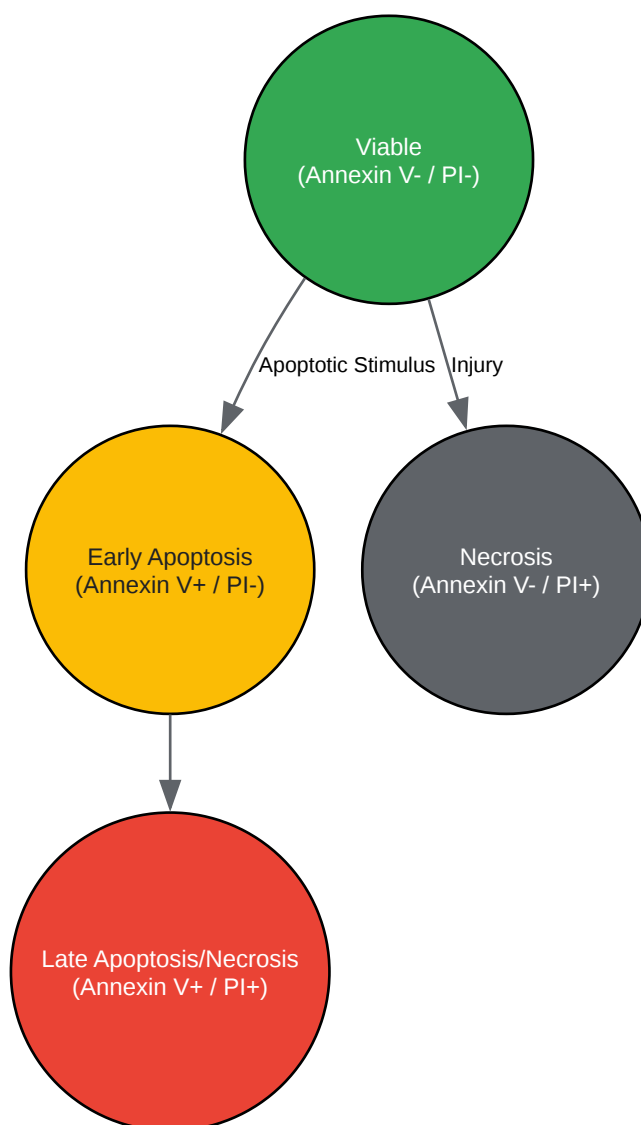 Viable
(Annexin V- / PI-)
Apoptotic Stimulus
Injury
Early Apoptosis
(Annexin V+ / PI-)
Necrosis
(Annexin V- / PI+)
Late Apoptosis/Necrosis
(Annexin V+ / PI+)